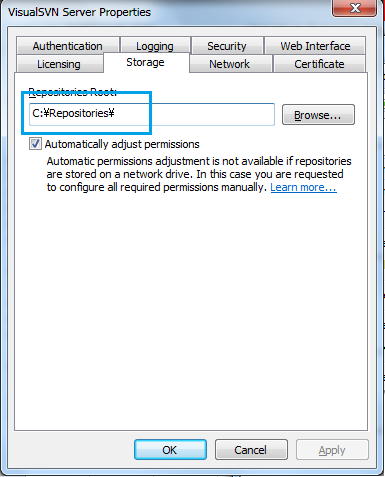 VisualSVN Server Properties
Authentication Logging Security Web Interface
Licensing Storage Network Certificate
Repositories Root:
C:¥Repositories¥ Browse...
Automatically adjust permissions
Automatic permissions adjustment is not available if repositories
are stored on a network drive. In this case you are requested
to configure all required permissions manually. Learn more...
OK Cancel Apply